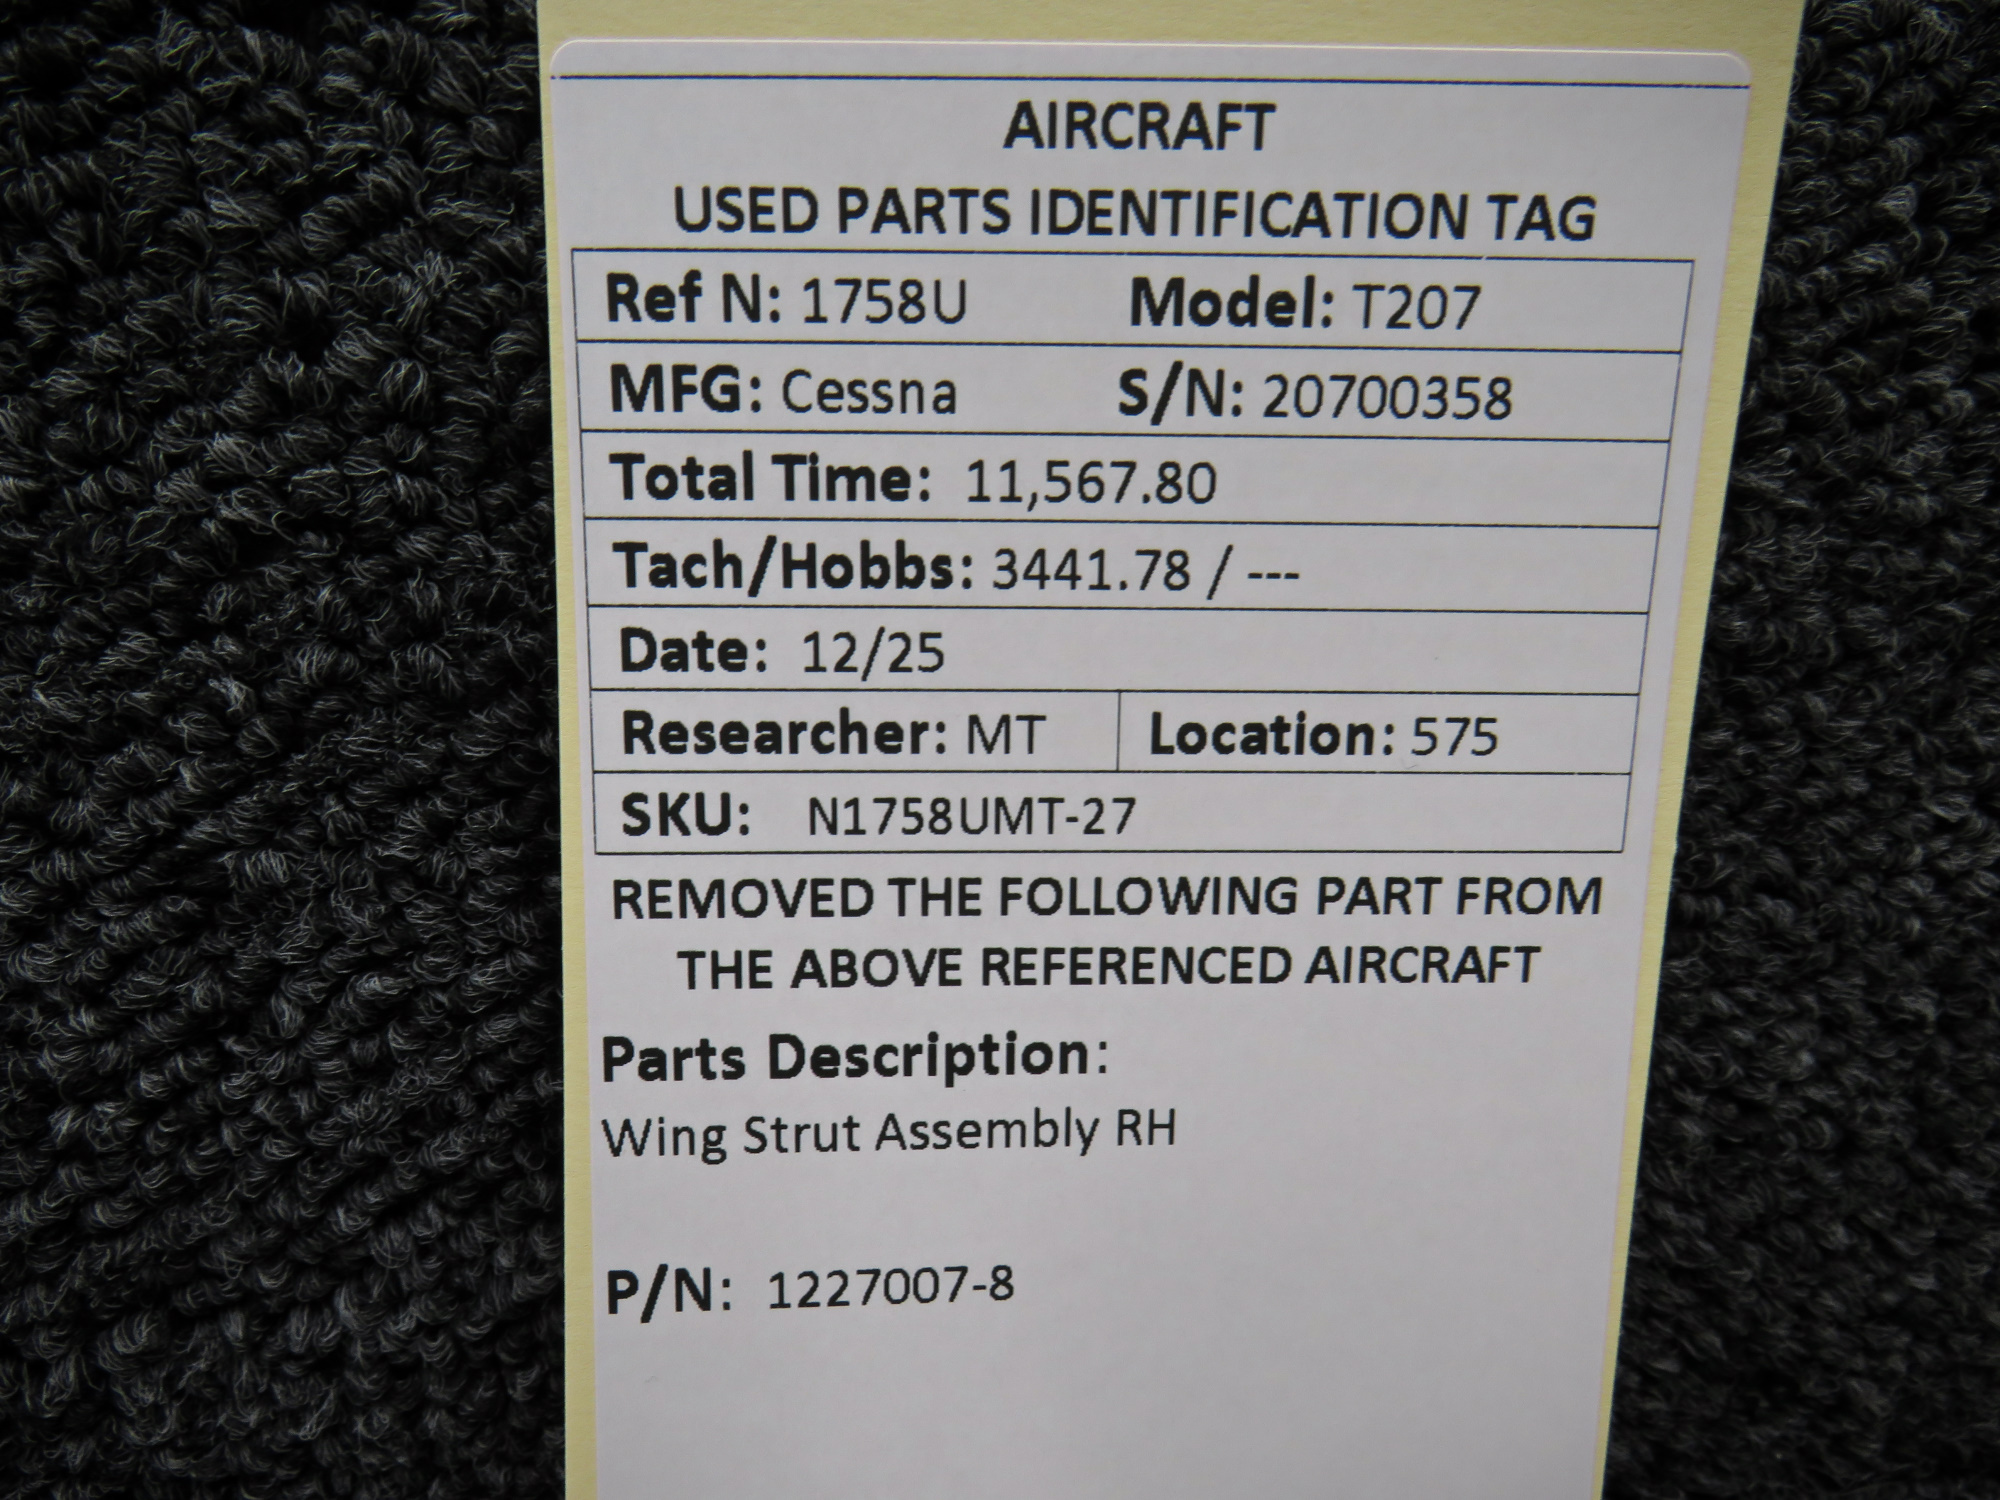 AIRCRAFT
USED PARTS IDENTIFICATION TAG
Ref N: 1758U Model: T207
MFG: Cessna S/N: 20700358
Total Time: 11,567.80
Tach/Hobbs: 3441.78 / ---
Date: 12/25
Researcher: MT Location: 575
SKU: N1758UMT-27
REMOVED THE FOLLOWING PART FROM
THE ABOVE REFERENCED AIRCRAFT
Parts Description:
Wing Strut Assembly RH
P/N: 1227007-8